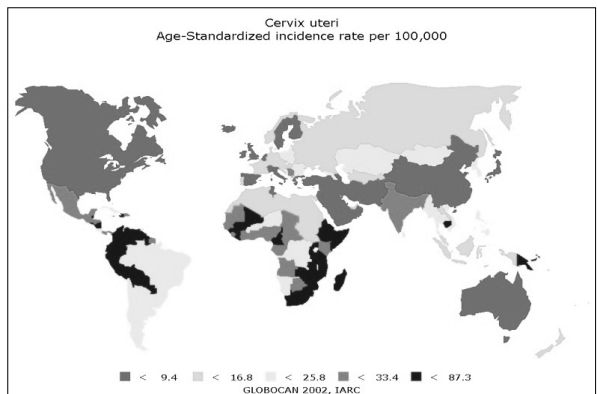 Cervix uteri
Age-Standardized incidence rate per 100,000
< 9.4 < 16.8 < 25.8 < 33.4 < 87.3
GLOBOCAN 2002, IARC